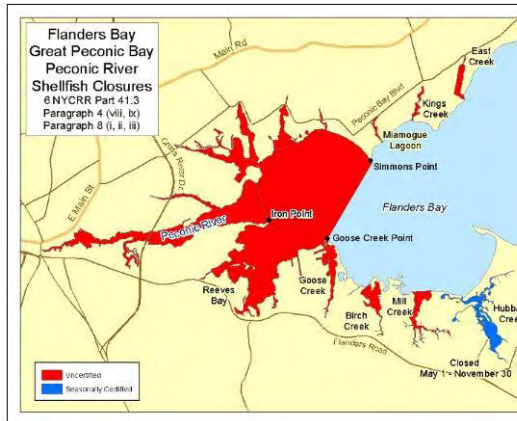 Flanders Bay
Great Peconic Bay
Peconic River
Shellfish Closures
6 NYCRR Part 41.3
Paragraph 4 (viii, ix)
Paragraph 8 (i, ii, iii)
Main Rd
East
Creek
Kings
Creek
Peconic Bay Blvd
Miamogue
Lagoon
Simmons Point
Cross River Dr
E Main St
Iron Point
Flanders Bay
Peconic River
Goose Creek Point
Reeves
Bay
Goose
Creek
Birch
Creek
Mill
Creek
Flanders Road
Closed
May 1 - November 30
Uncertified
Seasonally Certified